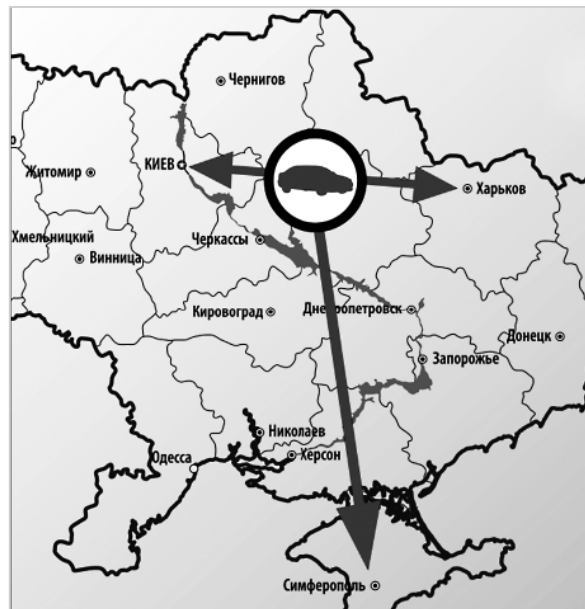 Чернигов
КИЕВ
Житомир
Харьков
Хмельницкий
Черкассы
Винница
Кировоград
Днепропетровск
Донецк
Запорожье
Николаев
Херсон
Одесса
Симферополь